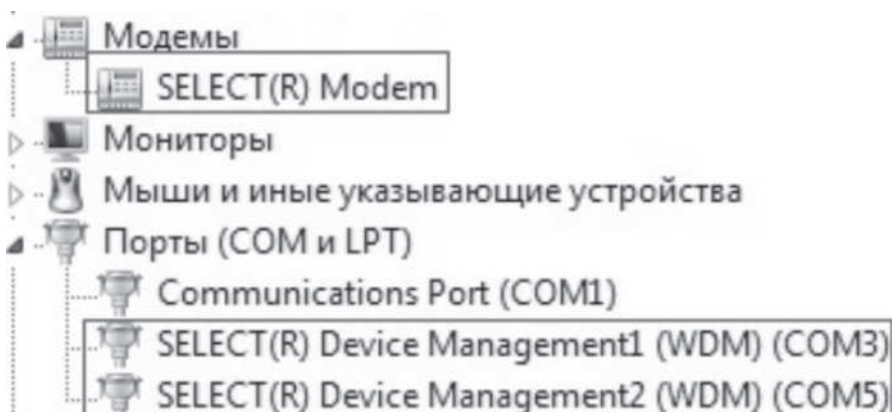 Модемы
SELECT(R) Modem
Мониторы
Мыши и иные указывающие устройства
Порты (COM и LPT)
Communications Port (COM1)
SELECT(R) Device Management1 (WDM) (COM3)
SELECT(R) Device Management2 (WDM) (COM5)